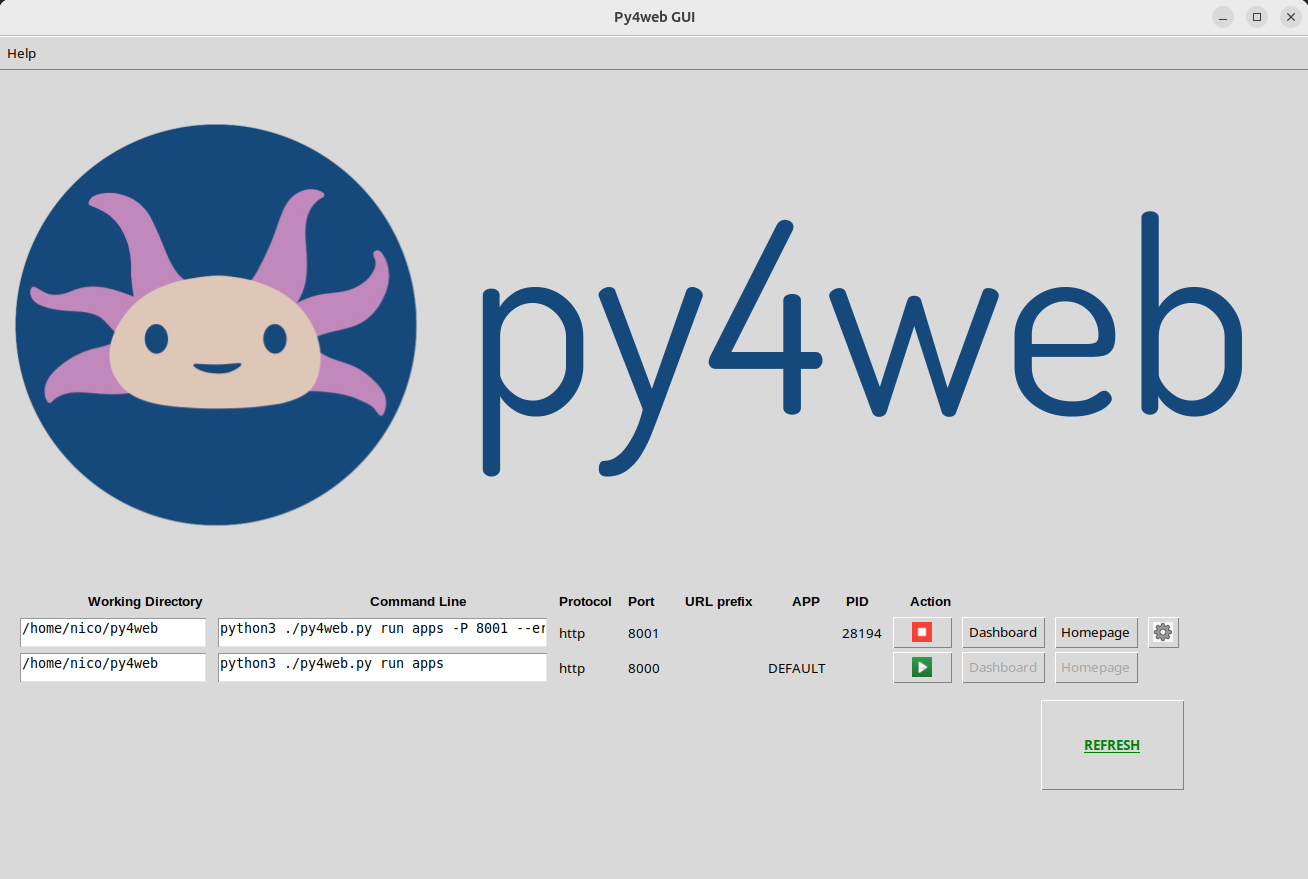 Py4web GUI
Help
py4web
Working Directory Command Line Protocol Port URL prefix APP PID Action
/home/nico/py4web python3 ./py4web.py run apps -P 8001 --er http 8001 28194 Dashboard Homepage
/home/nico/py4web python3 ./py4web.py run apps http 8000 DEFAULT Dashboard Homepage
REFRESH